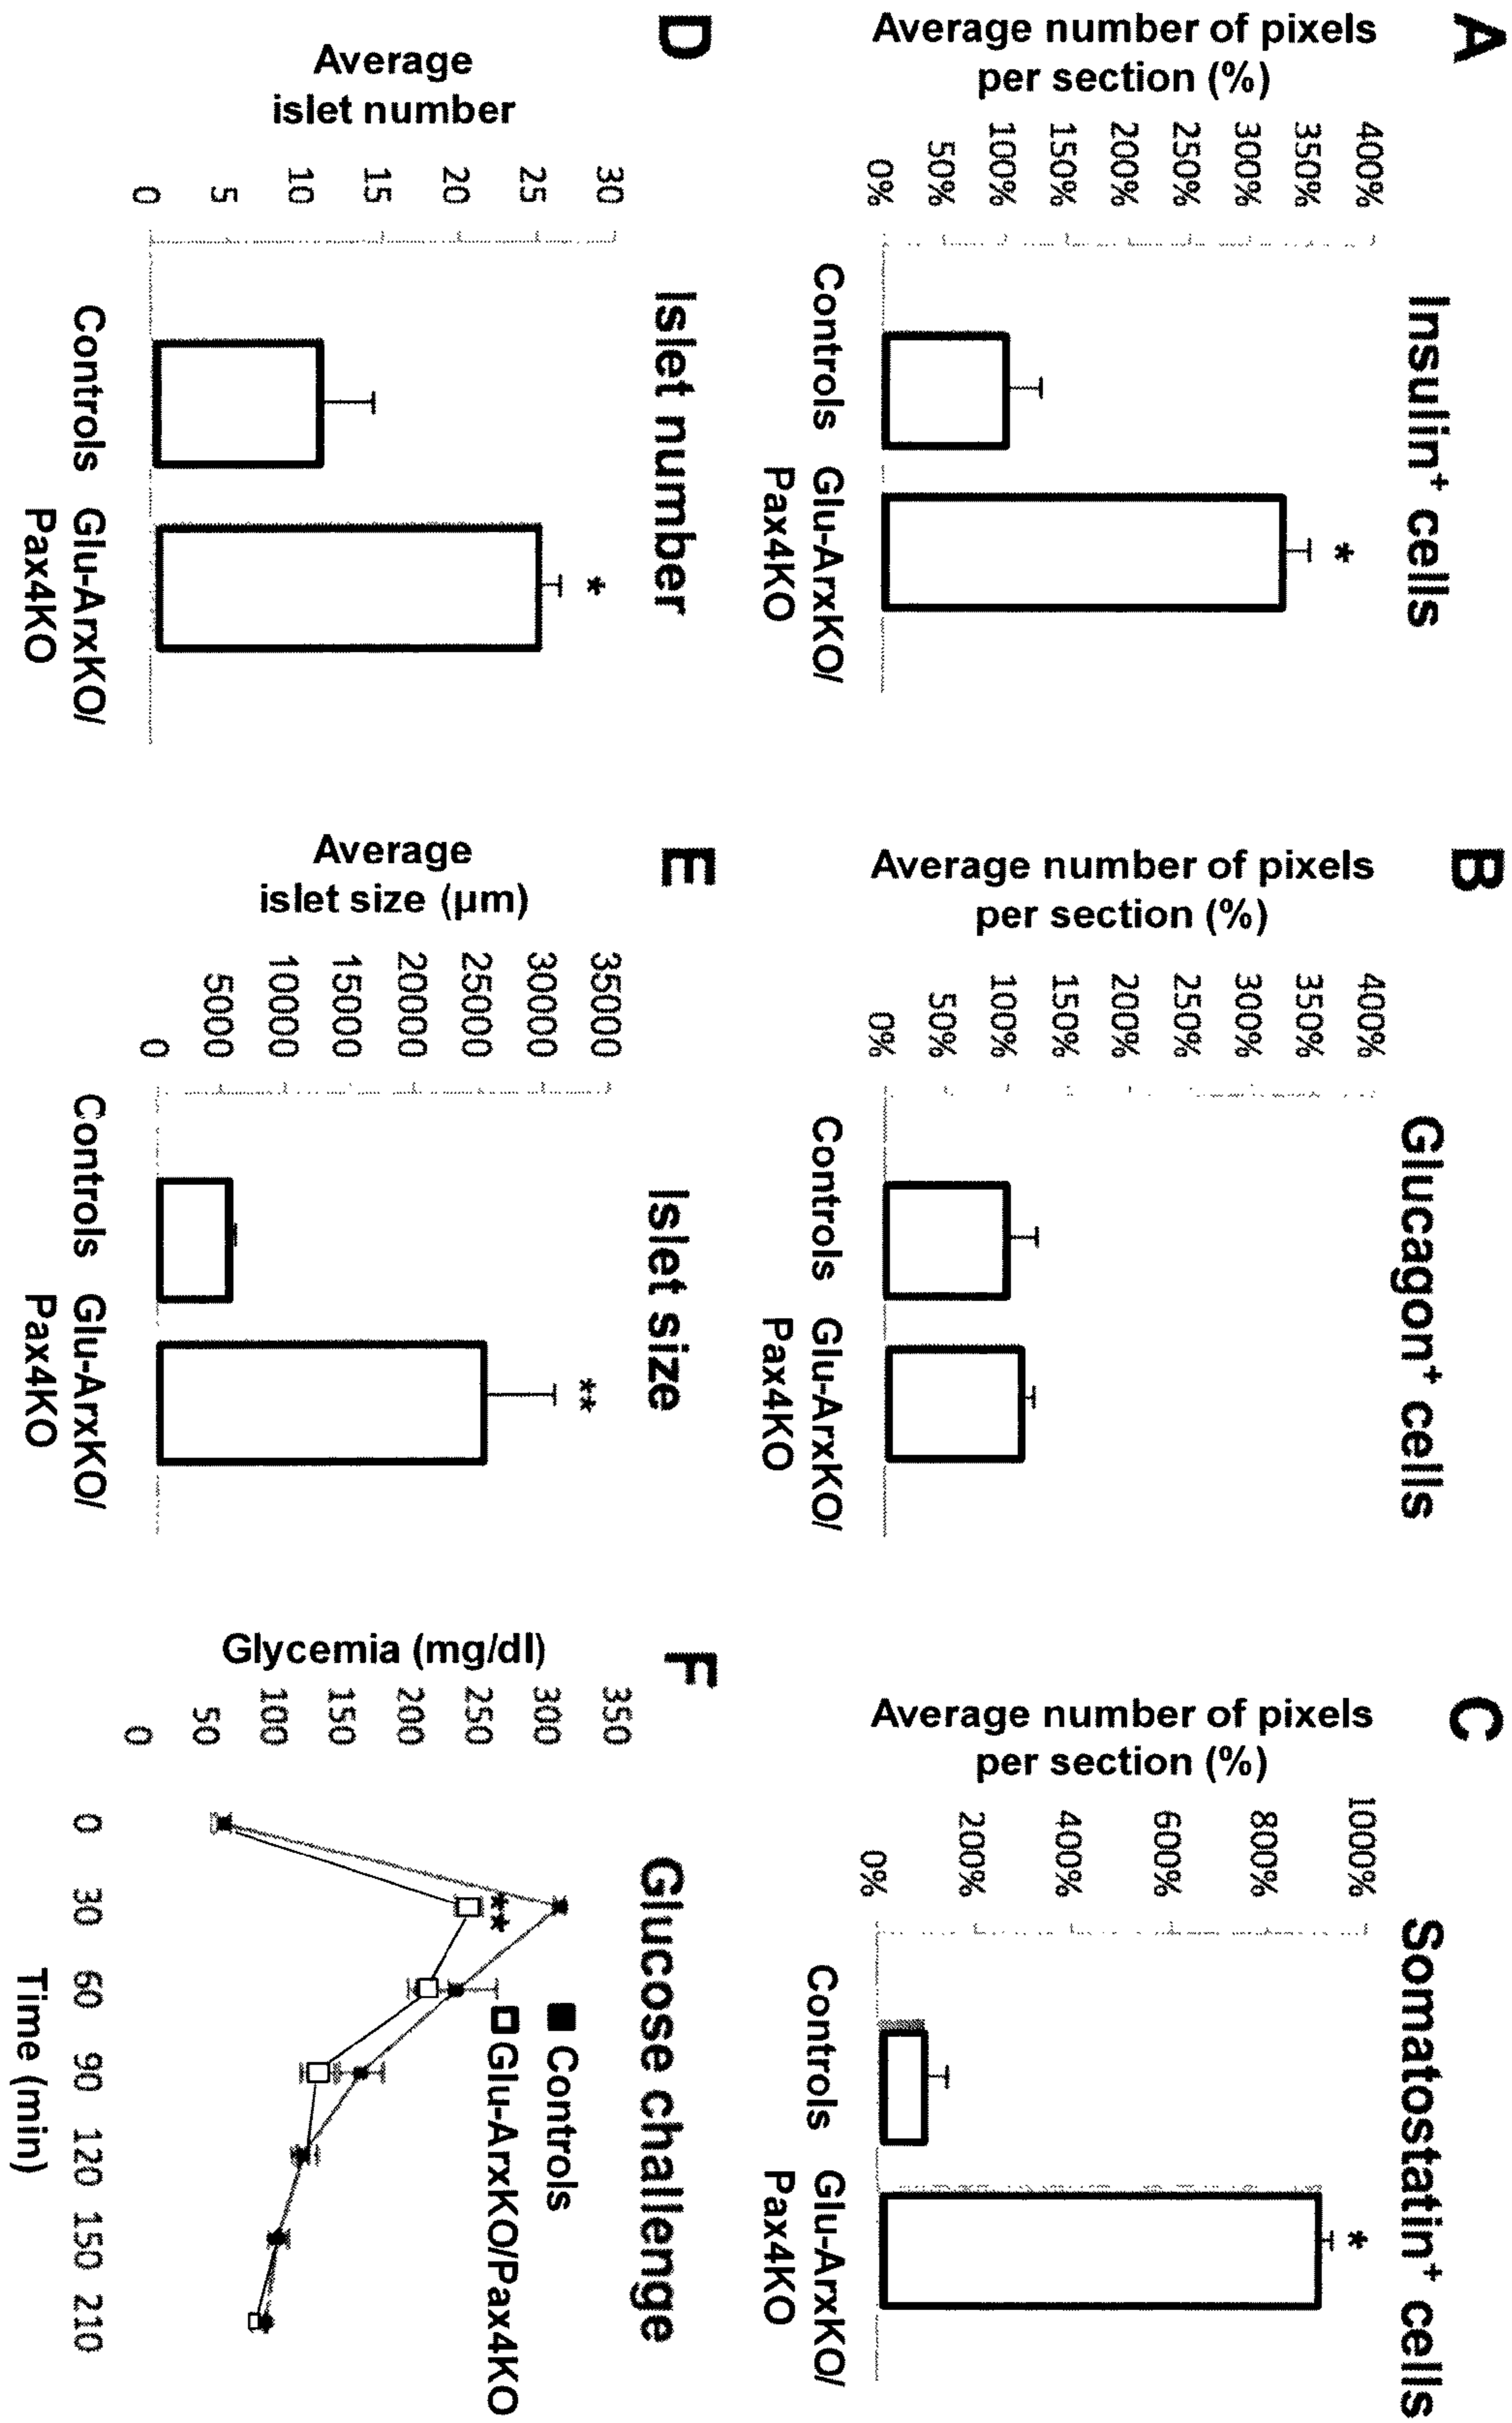 A
Insulin⁺ cells
Average number of pixels
per section (%)
400%
350%
300%
250%
200%
150%
100%
50%
0%
*
Controls
Glu-ArxKO/
Pax4KO
B
Glucagon⁺ cells
Average number of pixels
per section (%)
400%
350%
300%
250%
200%
150%
100%
50%
0%
Controls
Glu-ArxKO/
Pax4KO
C
Somatostatin⁺ cells
Average number of pixels
per section (%)
1000%
800%
600%
400%
200%
0%
*
Controls
Glu-ArxKO/
Pax4KO
D
Islet number
Average
islet number
30
25
20
15
10
5
0
*
Controls
Glu-ArxKO/
Pax4KO
E
Islet size
Average
islet size (µm)
35000
30000
25000
20000
15000
10000
5000
0
**
Controls
Glu-ArxKO/
Pax4KO
F
Glucose challenge
Glycemia (mg/dl)
350
300
250
200
150
100
50
0
**
Controls
Glu-ArxKO/Pax4KO
0 30 60 90 120 150 210
Time (min)